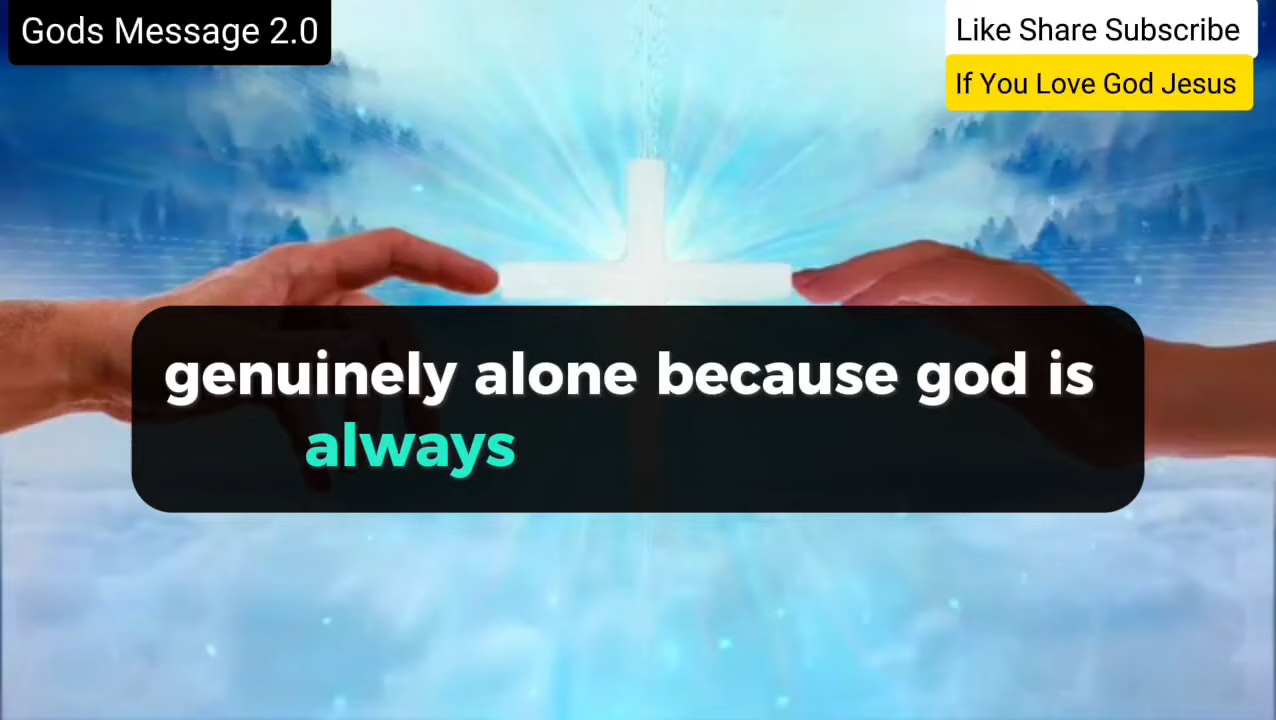 Gods Message 2.0
Like Share Subscribe
If You Love God Jesus
genuinely alone because god is
always